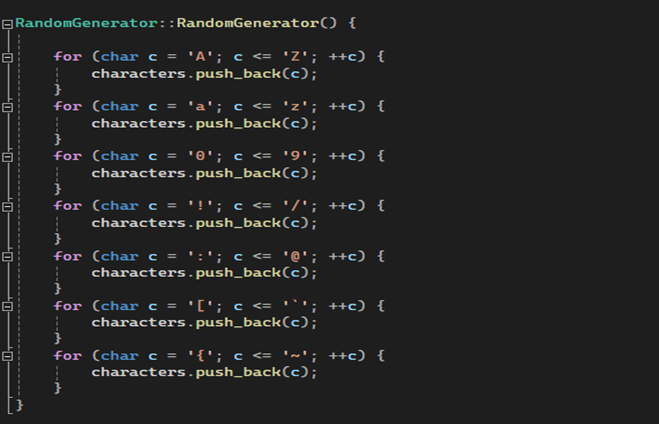 RandomGenerator::RandomGenerator() {
for (char c = 'A'; c <= 'Z'; ++c) {
characters.push_back(c);
}
for (char c = 'a'; c <= 'z'; ++c) {
characters.push_back(c);
}
for (char c = '0'; c <= '9'; ++c) {
characters.push_back(c);
}
for (char c = '!'; c <= '/'; ++c) {
characters.push_back(c);
}
for (char c = ':'; c <= '@'; ++c) {
characters.push_back(c);
}
for (char c = '['; c <= '`'; ++c) {
characters.push_back(c);
}
for (char c = '{'; c <= '~'; ++c) {
characters.push_back(c);
}
}